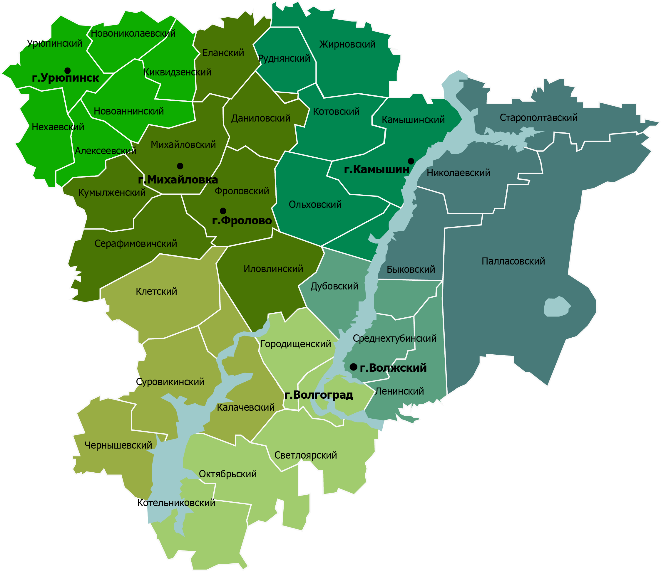 Новониколаевский
Урюпинский
Жирновский
Еланский
Руднянский
Киквидзенский
г.Урюпинск
Новоаннинский
Котовский
Даниловский
Старополтавский
Камышинский
Нехаевский
Михайловский
Алексеевский
г.Камышин
Николаевский
г.Михайловка
Кумылженский
Фроловский
Ольховский
г.Фролово
Серафимовичский
Палласовский
Иловлинский
Быковский
Дубовский
Клетский
Среднехтубинский
Городищенский
г.Волжский
Суровикинский
Ленинский
г.Волгоград
Калачевский
Чернышевский
Светлоярский
Октябрьский
Котельниковский